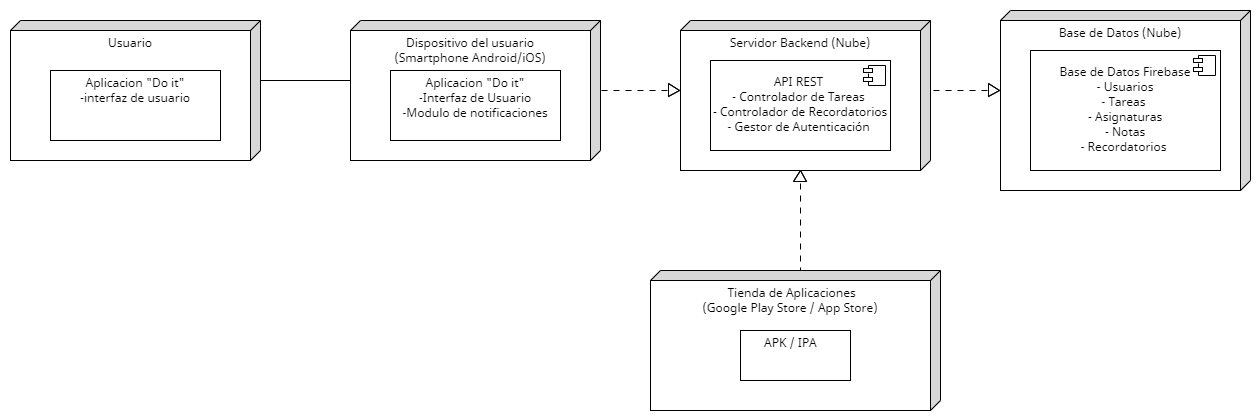 Usuario
Aplicacion "Do it"
-interfaz de usuario
Dispositivo del usuario
(Smartphone Android/iOS)
Aplicacion "Do it"
-Interfaz de Usuario
-Modulo de notificaciones
Servidor Backend (Nube)
API REST
- Controlador de Tareas
- Controlador de Recordatorios
- Gestor de Autenticación
Base de Datos (Nube)
Base de Datos Firebase
- Usuarios
- Tareas
- Asignaturas
- Notas
- Recordatorios
Tienda de Aplicaciones
(Google Play Store / App Store)
APK / IPA